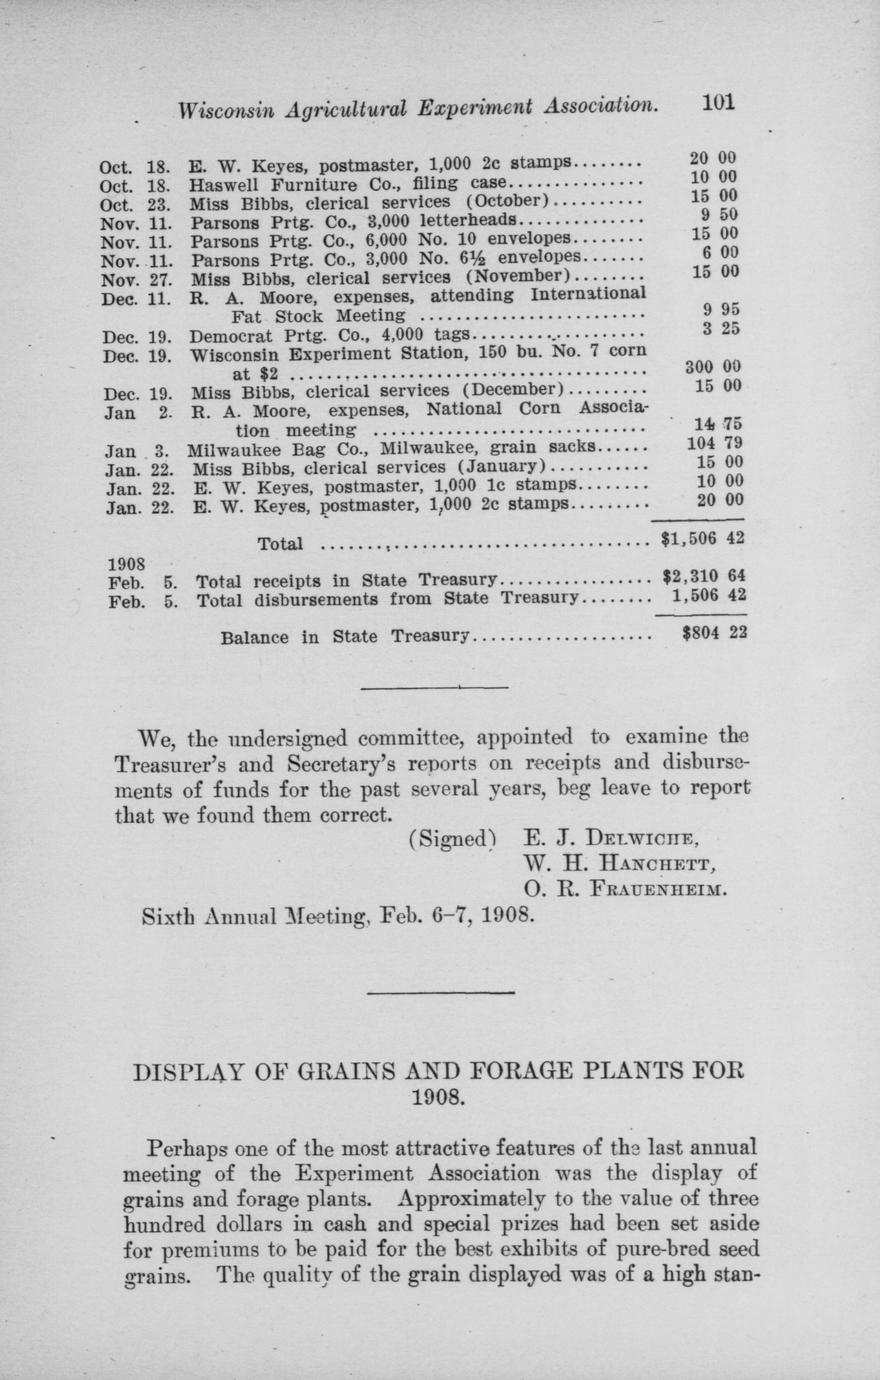 Wisconsin Agricultural Experiment Association. 101
Oct. 18. E. W. Keyes, postmaster, 1,000 2c stamps........ 20 00
Oct. 18. Haswell Furniture Co., filing case............... 10 00
Oct. 23. Miss Bibbs, clerical services (October).......... 15 00
Nov. 11. Parsons Prtg. Co., 3,000 letterheads.............. 9 50
Nov. 11. Parsons Prtg. Co., 6,000 No. 10 envelopes........ 15 00
Nov. 11. Parsons Prtg. Co., 3,000 No. 6½ envelopes....... 6 00
Nov. 27. Miss Bibbs, clerical services (November)........ 15 00
Dec. 11. R. A. Moore, expenses, attending International
Fat Stock Meeting ......................... 9 95
Dec. 19. Democrat Prtg. Co., 4,000 tags.................... 3 25
Dec. 19. Wisconsin Experiment Station, 150 bu. No. 7 corn
at $2 ........................................ 300 00
Dec. 19. Miss Bibbs, clerical services (December)......... 15 00
Jan 2. R. A. Moore, expenses, National Corn Associa-
tion meeting .............................. 14 75
Jan 3. Milwaukee Bag Co., Milwaukee, grain sacks...... 104 79
Jan. 22. Miss Bibbs, clerical services (January)........... 15 00
Jan. 22. E. W. Keyes, postmaster, 1,000 1c stamps........ 10 00
Jan. 22. E. W. Keyes, postmaster, 1,000 2c stamps......... 20 00
Total ..................................... $1,506 42
1908
Feb. 5. Total receipts in State Treasury................. $2,310 64
Feb. 5. Total disbursements from State Treasury........ 1,506 42
Balance in State Treasury.................... $804 22
We, the undersigned committee, appointed to examine the
Treasurer's and Secretary's reports on receipts and disburse-
ments of funds for the past several years, beg leave to report
that we found them correct.
(Signed) E. J. Delwiche,
W. H. Hanchett,
O. R. Frauenheim.
Sixth Annual Meeting, Feb. 6–7, 1908.
DISPLAY OF GRAINS AND FORAGE PLANTS FOR
1908.
Perhaps one of the most attractive features of the last annual
meeting of the Experiment Association was the display of
grains and forage plants. Approximately to the value of three
hundred dollars in cash and special prizes had been set aside
for premiums to be paid for the best exhibits of pure-bred seed
grains. The quality of the grain displayed was of a high stan-